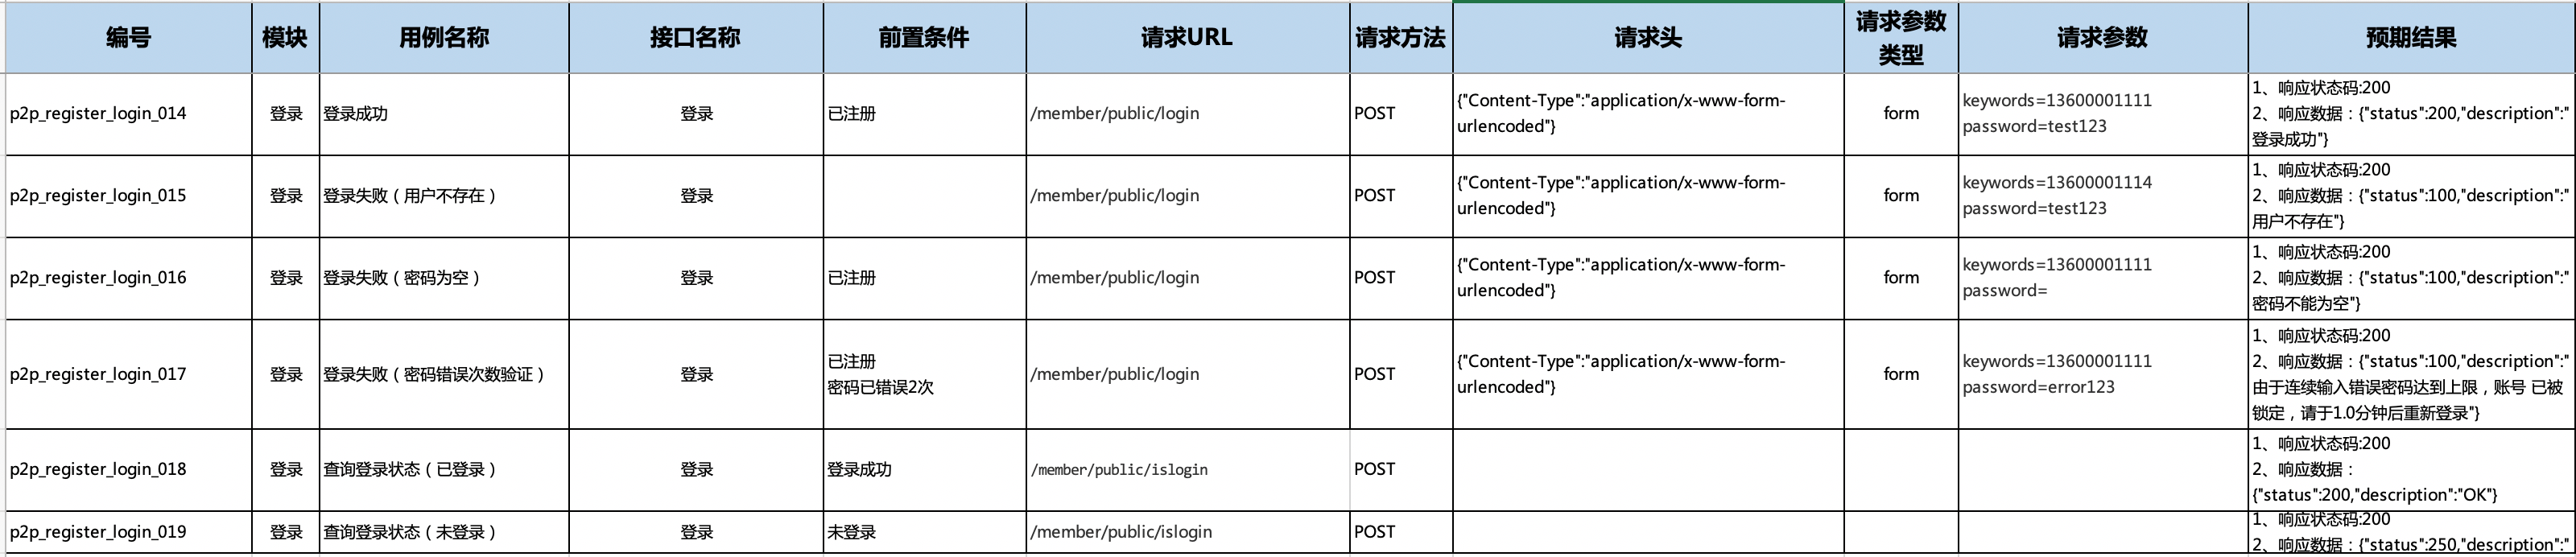 编号 模块 用例名称 接口名称 前置条件 请求URL 请求方法 请求头 请求参数 类型 请求参数 预期结果
p2p_register_login_014 登录 登录成功 登录 已注册 /member/public/login POST {"Content-Type":"application/x-www-form-
urlencoded"} form keywords=13600001111
password=test123
1、响应状态码:200
2、响应数据：{"status":200,"description":"
登录成功"}
p2p_register_login_015 登录 登录失败（用户不存在） 登录 /member/public/login POST {"Content-Type":"application/x-www-form-
urlencoded"} form keywords=13600001114
password=test123
1、响应状态码:200
2、响应数据：{"status":100,"description":"
用户不存在"}
p2p_register_login_016 登录 登录失败（密码为空） 登录 已注册 /member/public/login POST {"Content-Type":"application/x-www-form-
urlencoded"} form keywords=13600001111
password=
1、响应状态码:200
2、响应数据：{"status":100,"description":"
密码不能为空"}
p2p_register_login_017 登录 登录失败（密码错误次数验证） 登录 已注册
密码已错误2次 /member/public/login POST {"Content-Type":"application/x-www-form-
urlencoded"} form keywords=13600001111
password=error123
1、响应状态码:200
2、响应数据：{"status":100,"description":"
由于连续输入错误密码达到上限，账号 已被
锁定，请于1.0分钟后重新登录"}
p2p_register_login_018 登录 查询登录状态（已登录） 登录 登录成功 /member/public/islogin POST
1、响应状态码:200
2、响应数据：
{"status":200,"description":"OK"}
p2p_register_login_019 登录 查询登录状态（未登录） 登录 未登录 /member/public/islogin POST
1、响应状态码:200
2、响应数据：{"status":250,"description":"